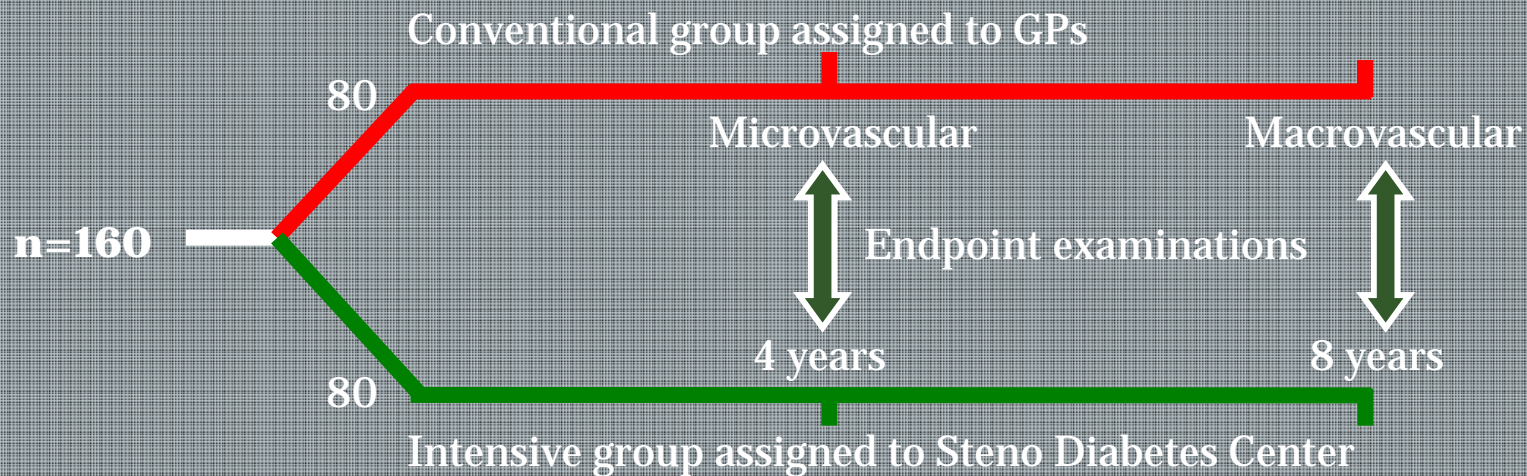 Conventional group assigned to GPs
80
Microvascular
Macrovascular
n=160
Endpoint examinations
4 years
8 years
80
Intensive group assigned to Steno Diabetes Center